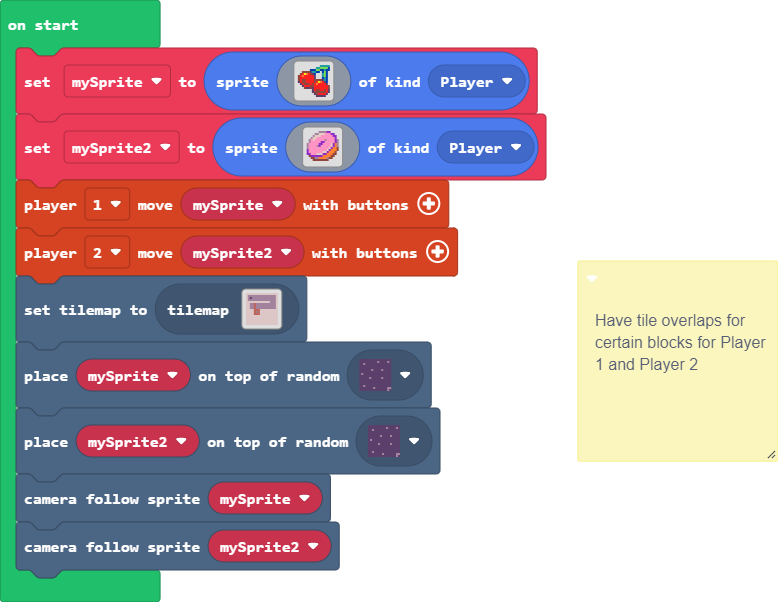 on start
set mySprite to sprite of kind Player
set mySprite2 to sprite of kind Player
player 1 move mySprite with buttons
player 2 move mySprite2 with buttons
set tilemap to tilemap
place mySprite on top of random
place mySprite2 on top of random
camera follow sprite mySprite
camera follow sprite mySprite2
Have tile overlaps for
certain blocks for Player
1 and Player 2